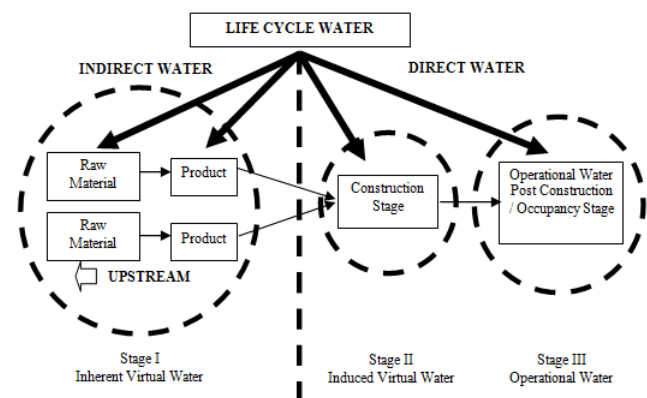 LIFE CYCLE WATER
INDIRECT WATER
DIRECT WATER
Raw
Material
Product
Raw
Material
Product
UPSTREAM
Construction
Stage
Operational Water
Post Construction
/ Occupancy Stage
Stage I
Inherent Virtual Water
Stage II
Induced Virtual Water
Stage III
Operational Water